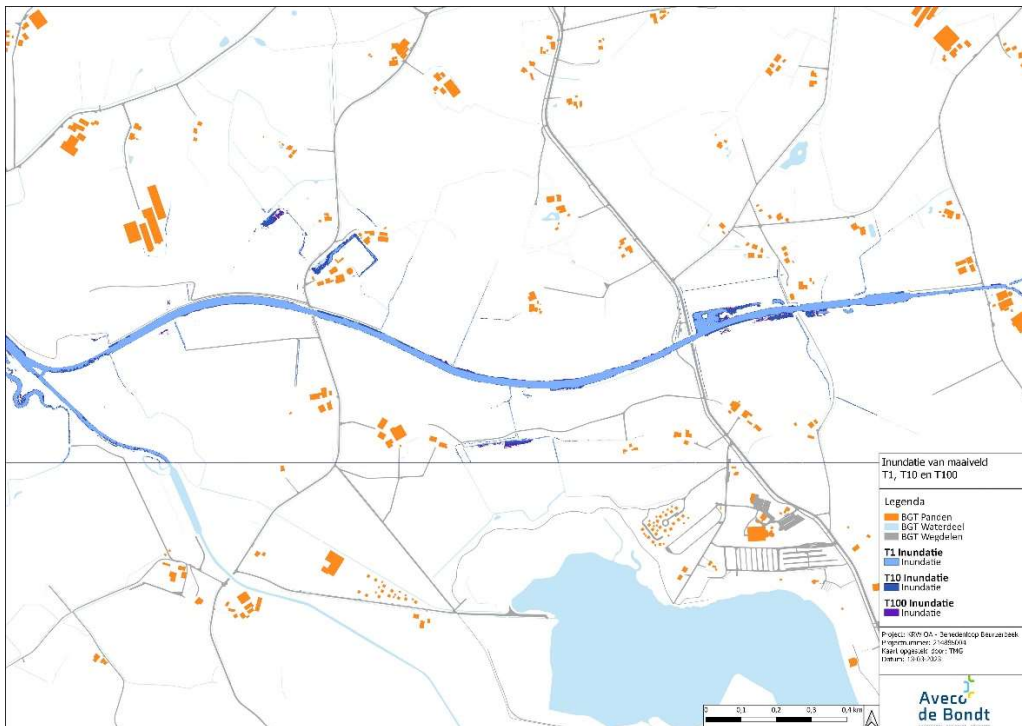 Inundatie van maaiveld
T1, T10 en T100
Legenda
BGT Panden
BGT Waterdeel
BGT Wegdelen
T1 Inundatie
Inundatie
T10 Inundatie
Inundatie
T100 Inundatie
Inundatie
Project: KRW OA - Benedenloop
Projectnummer:
Kaart opgesteld door: TMG
Datum:
Aveco
de Bondt
0 0,1 0,2 0,3 0,4 km